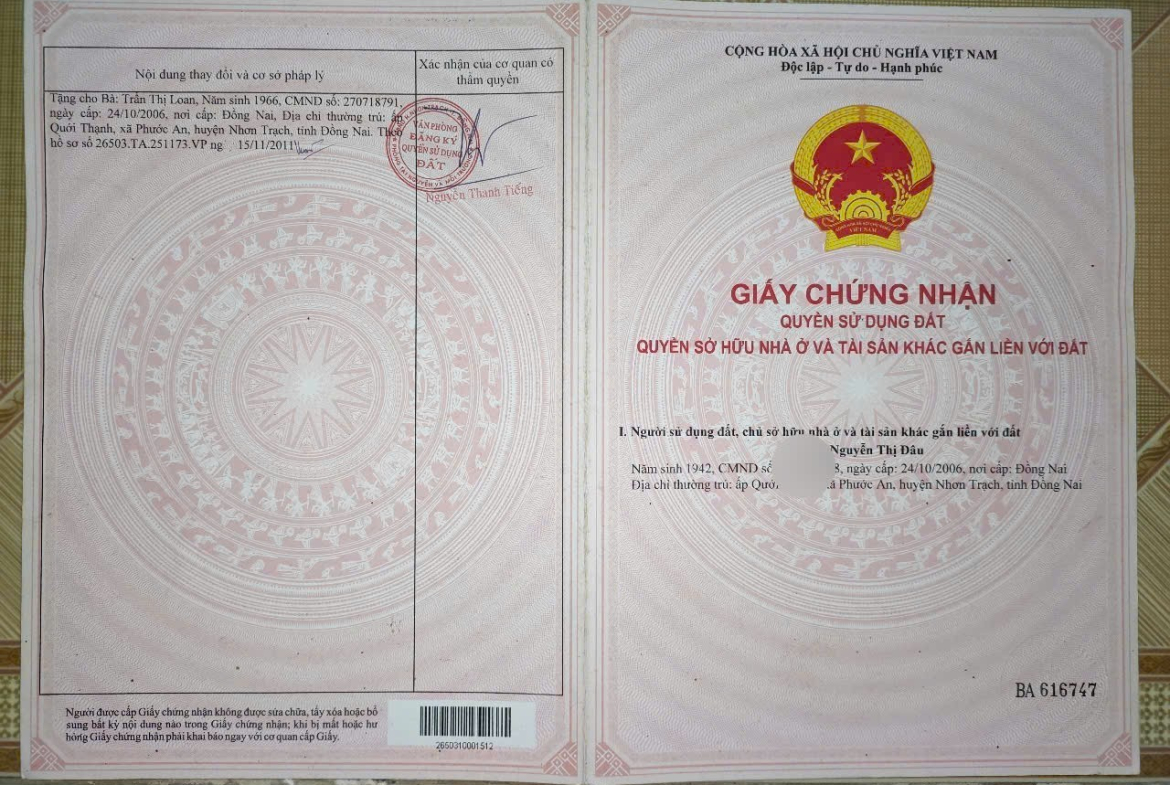 Nội dung thay đổi và cơ sở pháp lý
Xác nhận của cơ quan có
thẩm quyền
Tặng cho Bà: Trần Thị Loan, Năm sinh 1966, CMND số: 270718791,
ngày cấp: 24/10/2006, nơi cấp: Đồng Nai, Địa chỉ thường trú: ấp
Quới Thạnh, xã Phước An, huyện Nhơn Trạch, tỉnh Đồng Nai. Theo
hồ sơ số 26503.TA.251173.VP ng 15/11/2011
VĂN PHÒNG
ĐĂNG KÝ
QUYỀN SỬ DỤNG
ĐẤT
Nguyễn Thanh Tiếng
Người được cấp Giấy chứng nhận không được sửa chữa, tẩy xóa hoặc bổ
sung bất kỳ nội dung nào trong Giấy chứng nhận; khi bị mất hoặc hư
hỏng Giấy chứng nhận phải khai báo ngay với cơ quan cấp Giấy.
2650310001512
CỘNG HÒA XÃ HỘI CHỦ NGHĨA VIỆT NAM
Độc lập - Tự do - Hạnh phúc
VIỆT NAM
GIẤY CHỨNG NHẬN
QUYỀN SỬ DỤNG ĐẤT
QUYỀN SỞ HỮU NHÀ Ở VÀ TÀI SẢN KHÁC GẮN LIỀN VỚI ĐẤT
I. Người sử dụng đất, chủ sở hữu nhà ở và tài sản khác gắn liền với đất
Nguyễn Thị Đâu
Năm sinh 1942, CMND số 8, ngày cấp: 24/10/2006, nơi cấp: Đồng Nai
Địa chỉ thường trú: ấp Phước An, huyện Nhơn Trạch, tỉnh Đồng Nai
BA 616747